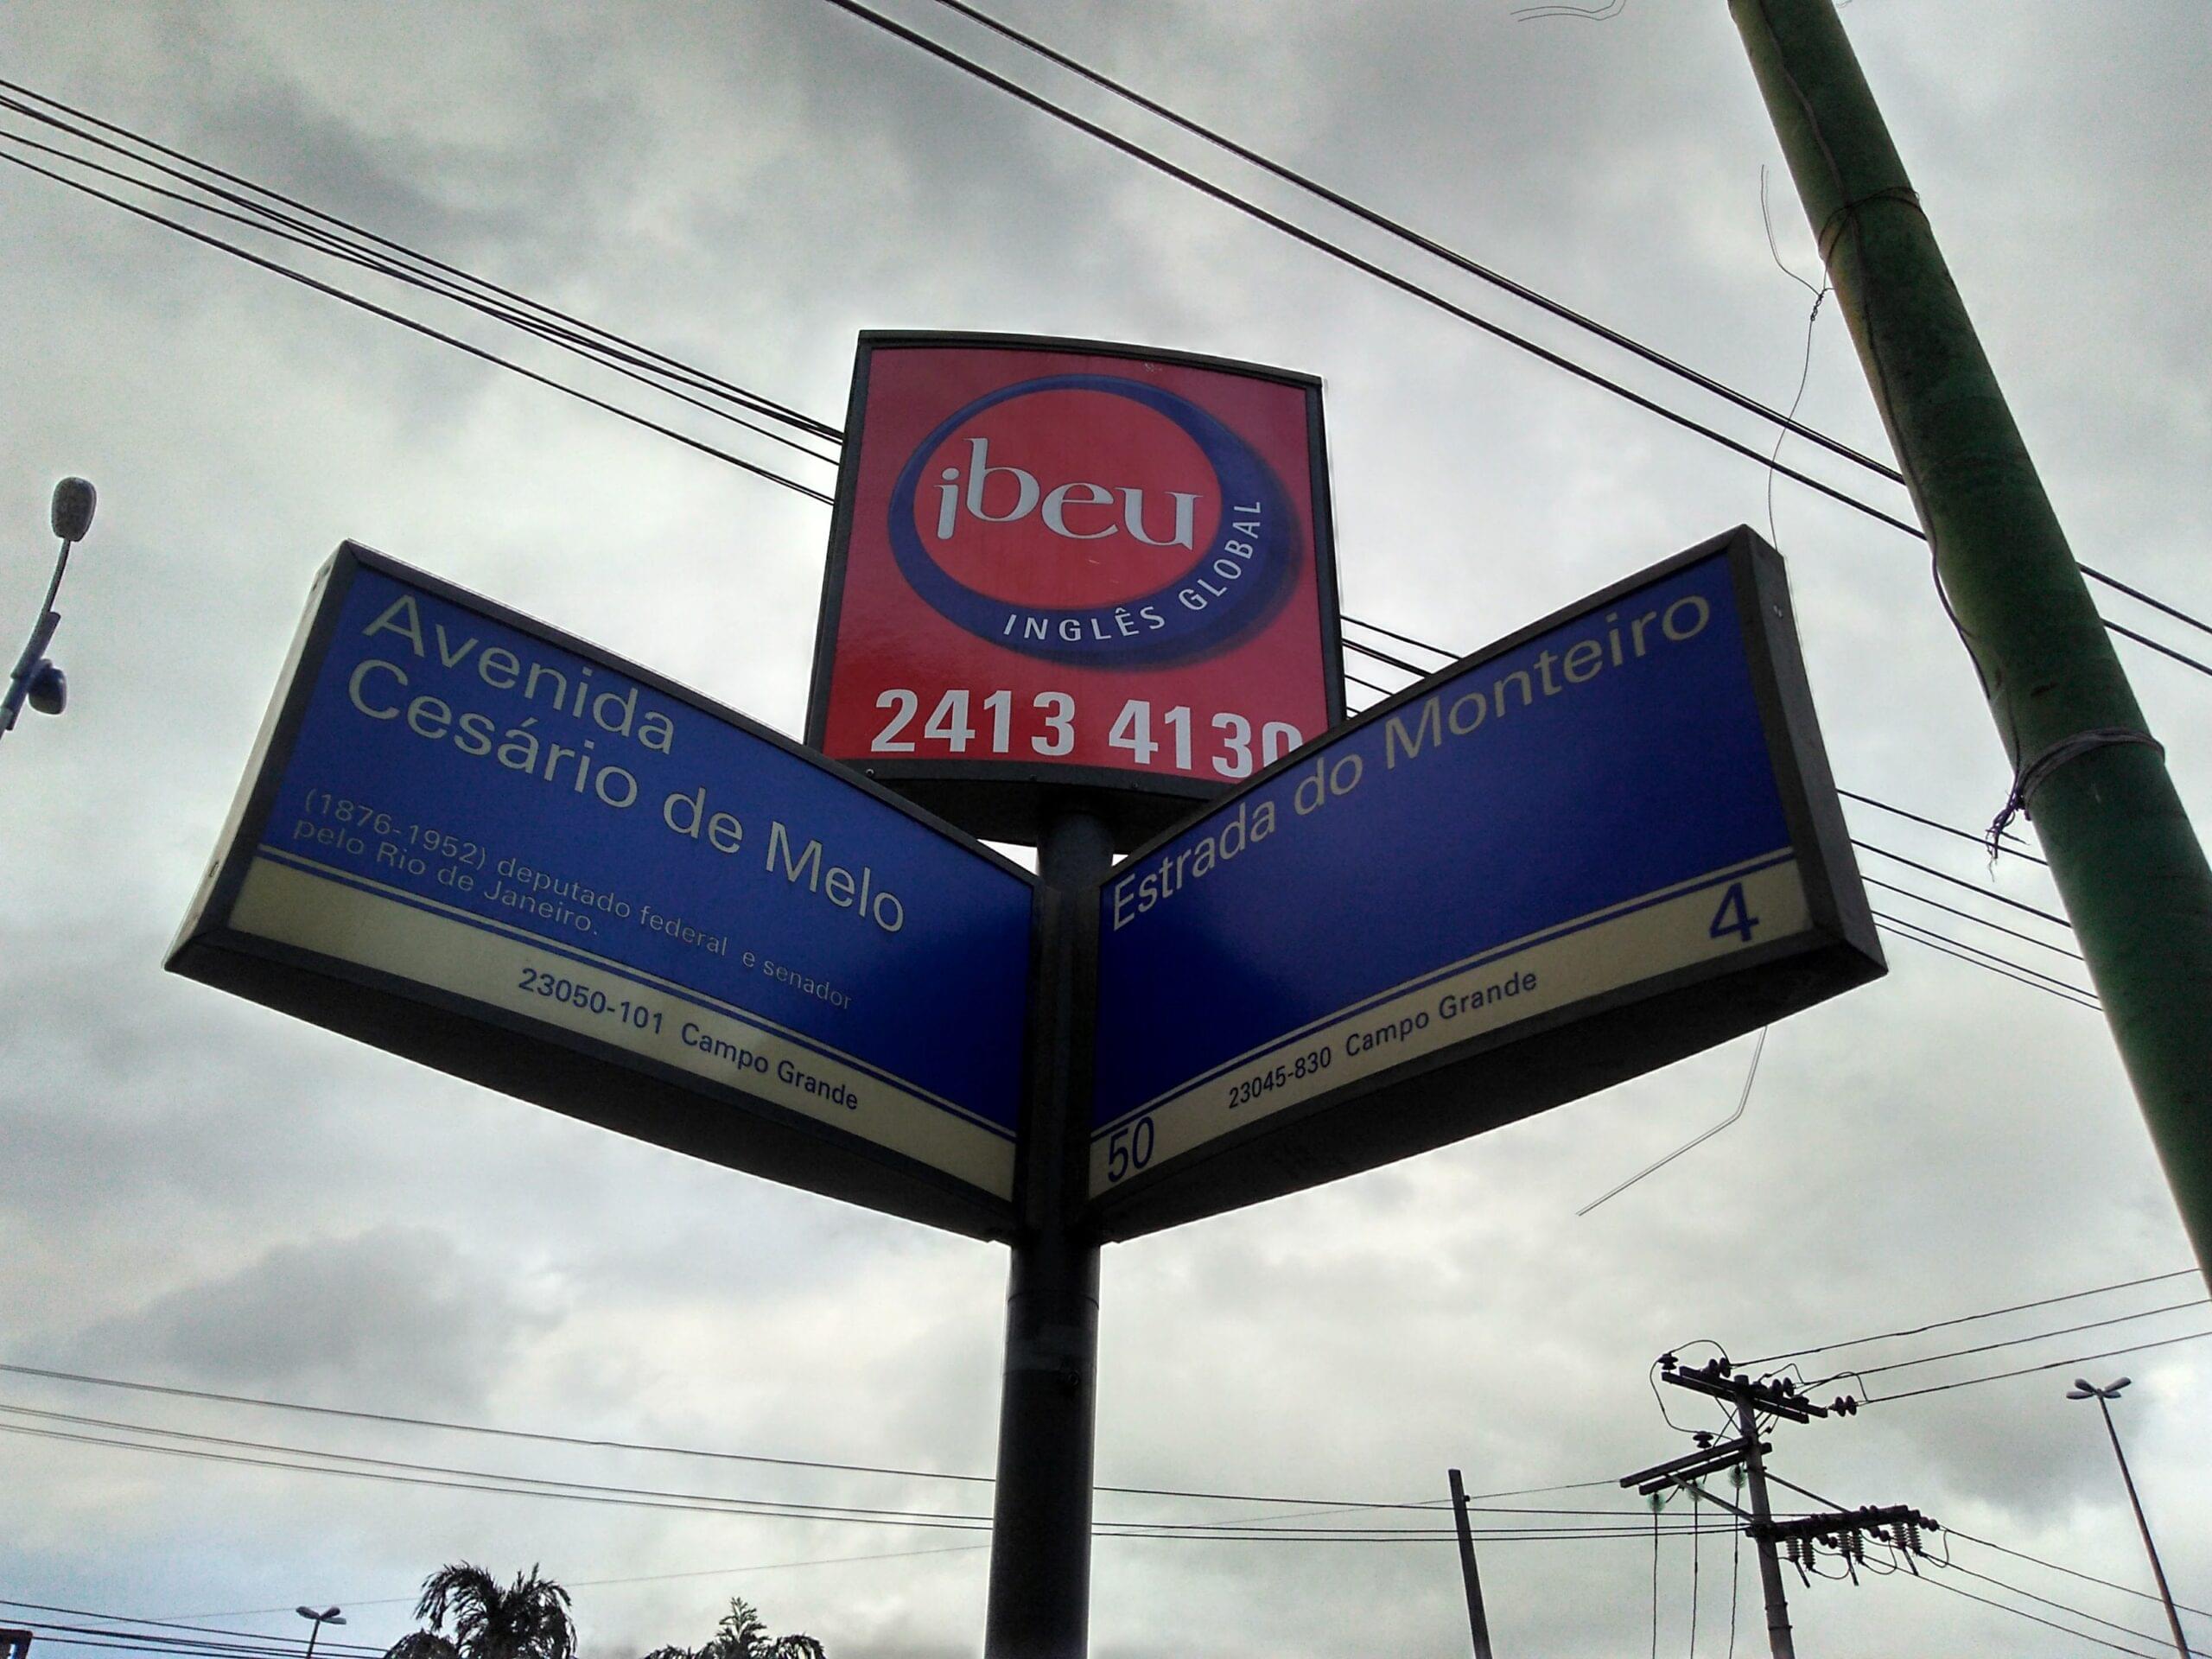 ibeu
INGLÊS GLOBAL
2413 4130
Avenida
Cesário de Melo
(1876-1952) deputado federal e senador
pelo Rio de Janeiro.
23050-101 Campo Grande
Estrada do Monteiro
4
23045-830 Campo Grande
50